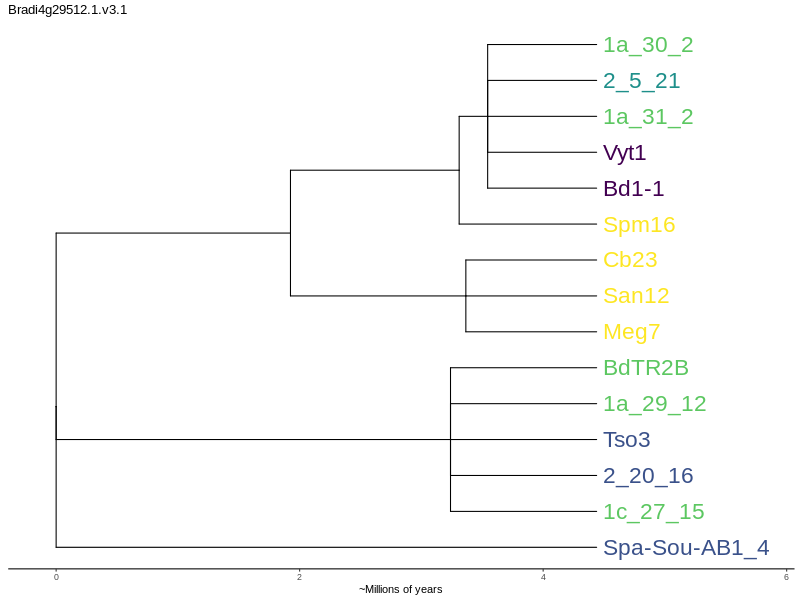 Bradi4g29512.1.v3.1
1a_30_2
2_5_21
1a_31_2
Vyt1
Bd1-1
Spm16
Cb23
San12
Meg7
BdTR2B
1a_29_12
Tso3
2_20_16
1c_27_15
Spa-Sou-AB1_4
0 2 4 6
~Millions of years